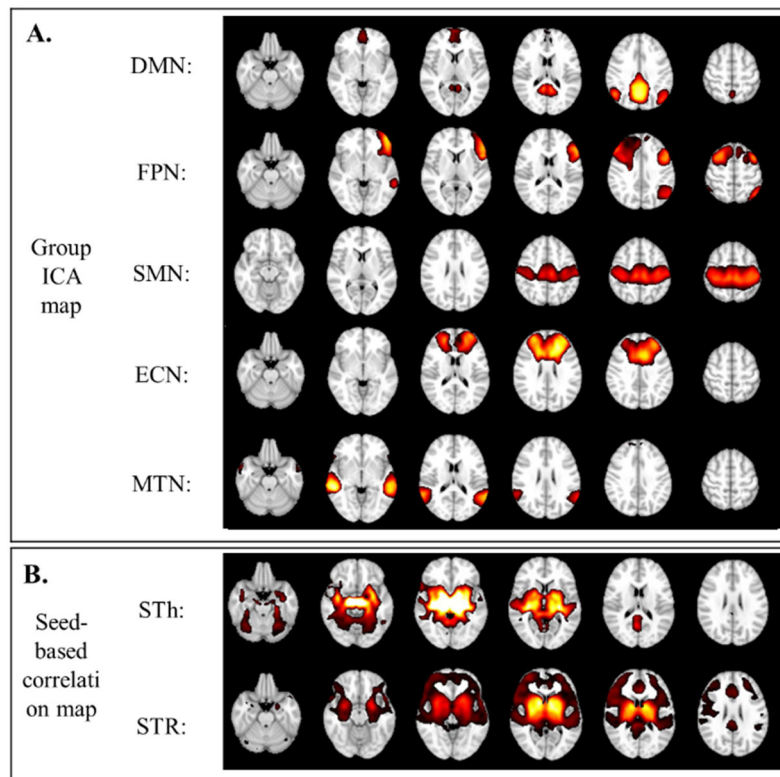 A.
DMN:
FPN:
Group
ICA
map
SMN:
ECN:
MTN:
B.
STh:
Seed-
based
correlati
on map
STR: